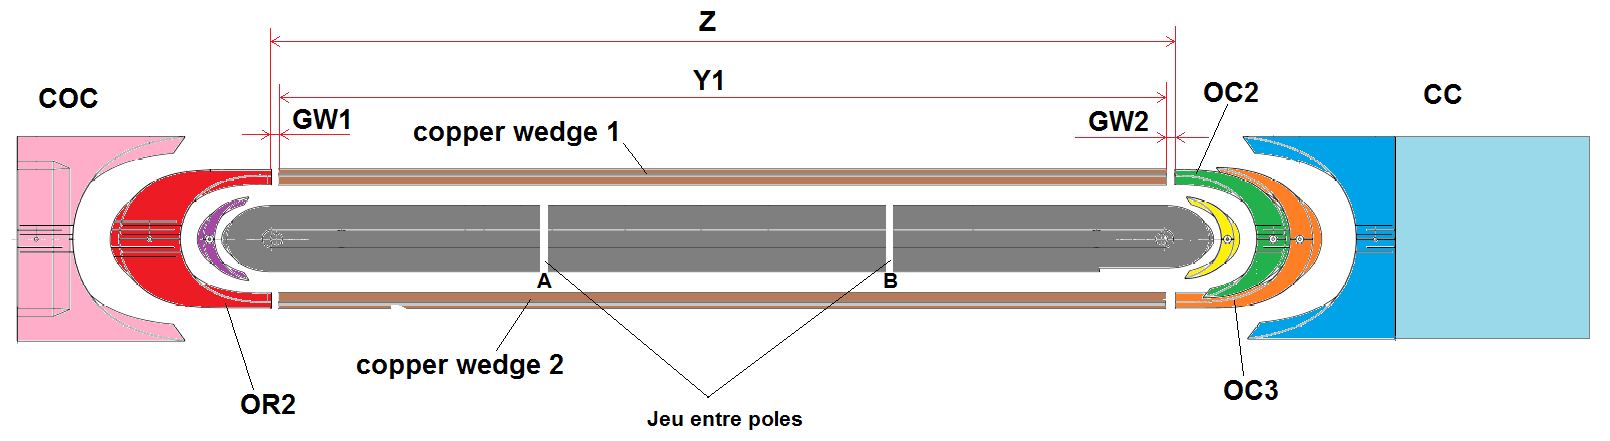 Z
Y1
COC
GW1
copper wedge 1
GW2
OC2
CC
A
B
copper wedge 2
OR2
Jeu entre poles
OC3